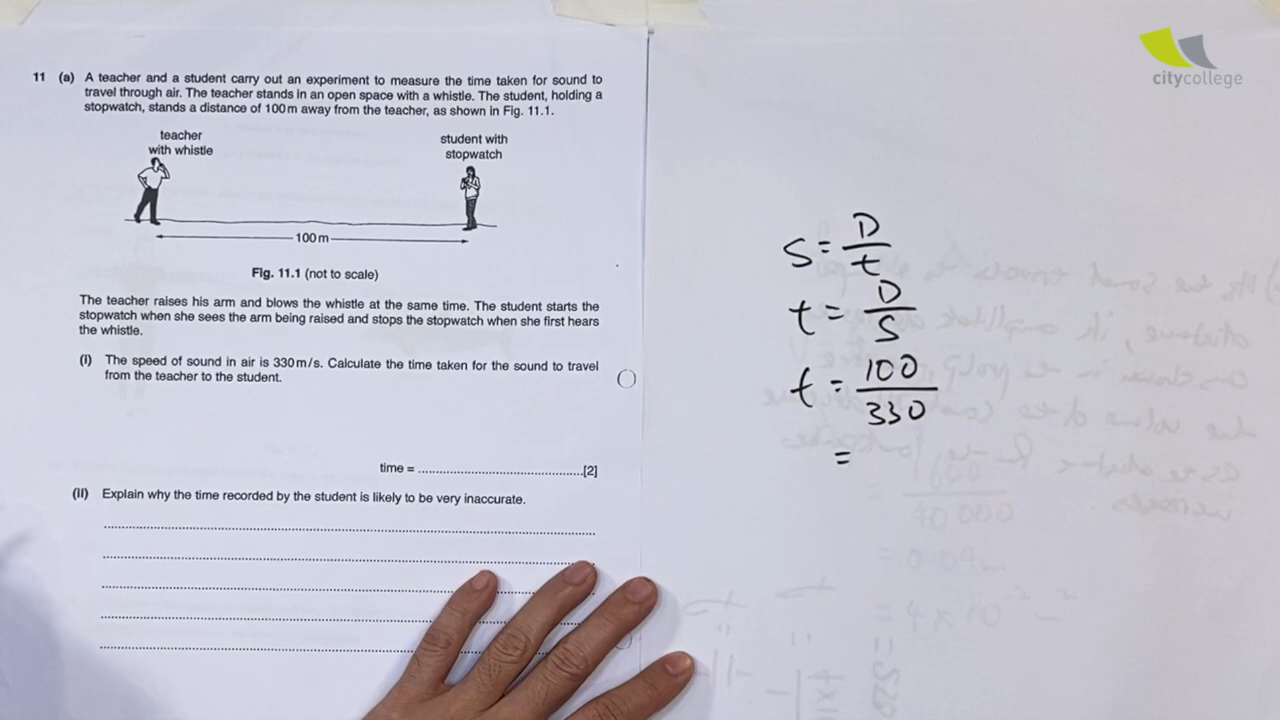 citycollege
11 (a) A teacher and a student carry out an experiment to measure the time taken for sound to
travel through air. The teacher stands in an open space with a whistle. The student, holding a
stopwatch, stands a distance of 100 m away from the teacher, as shown in Fig. 11.1.
teacher
with whistle
student with
stopwatch
100 m
Fig. 11.1 (not to scale)
The teacher raises his arm and blows the whistle at the same time. The student starts the
stopwatch when she sees the arm being raised and stops the stopwatch when she first hears
the whistle.
(i) The speed of sound in air is 330 m/s. Calculate the time taken for the sound to travel
from the teacher to the student.
time = ..........................................[2]
(ii) Explain why the time recorded by the student is likely to be very inaccurate.
S = D/t
t = D/S
t = 100/330
=